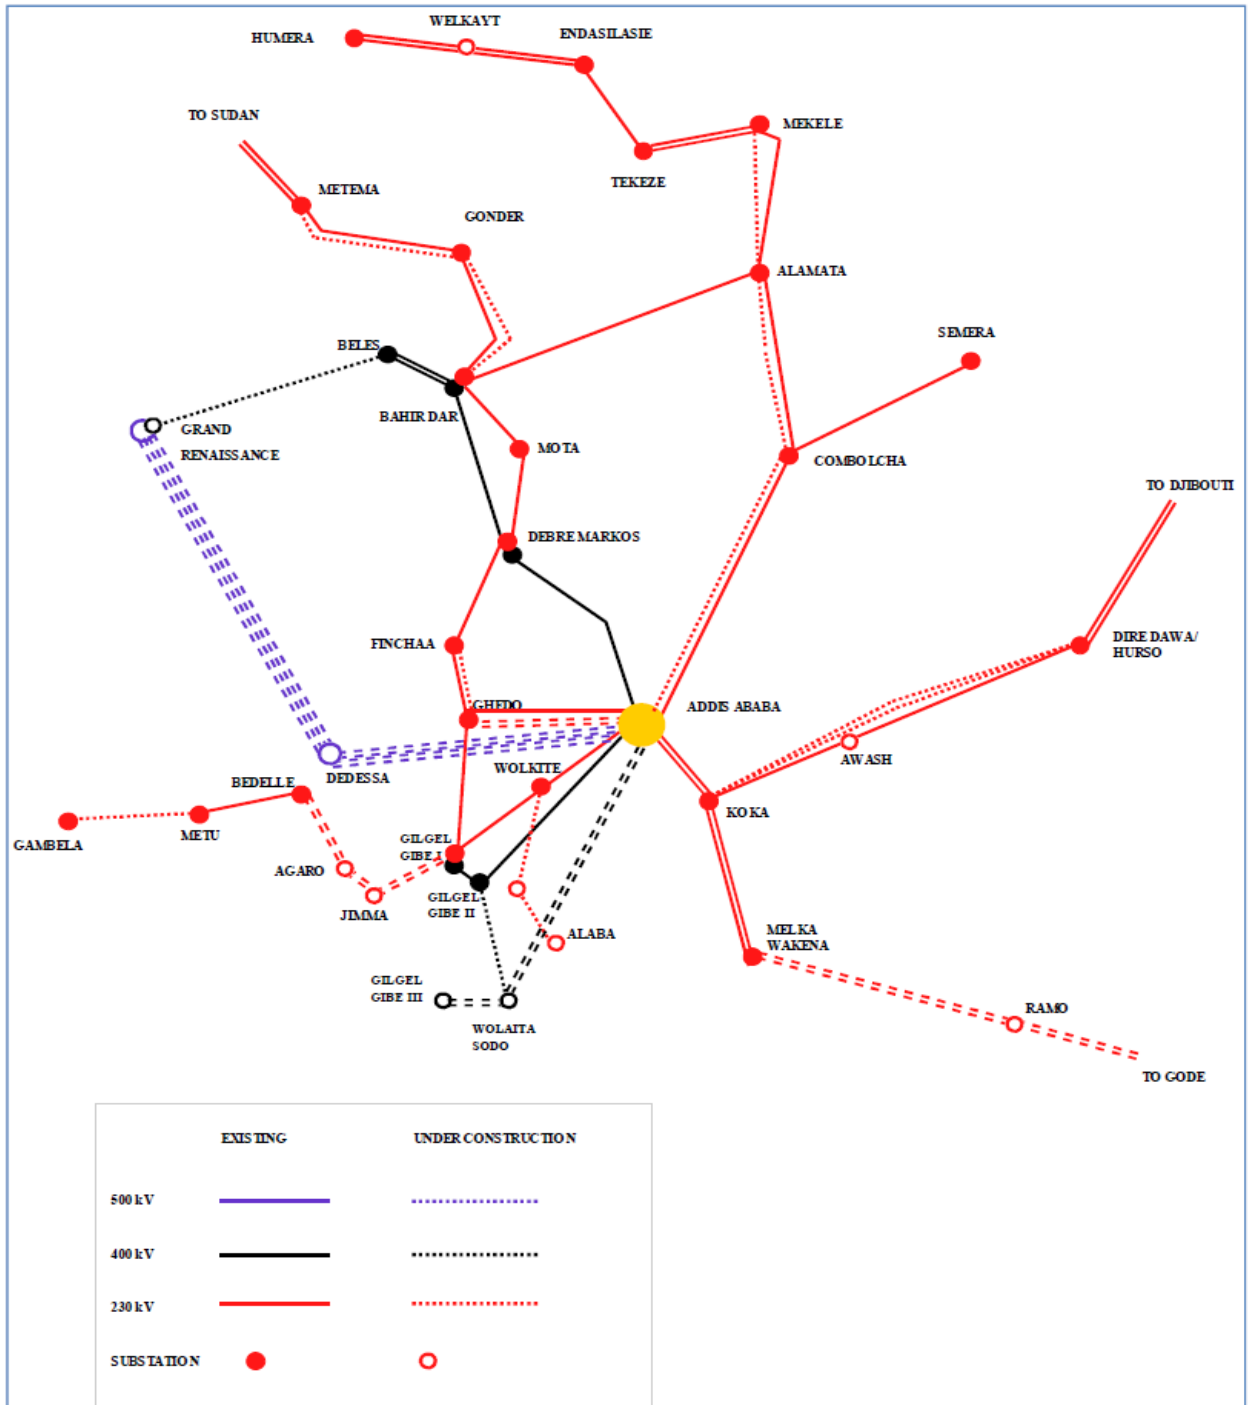 WELKAYT
HUMERA
ENDASILASIE
TO SUDAN
MEKELE
TEKEZE
METEMA
GONDER
ALAMATA
SEMERA
BELES
BAHIR DAR
GRAND
RENAISSANCE
MOTA
COMBOLCHA
TO DJIBOUTI
DEBRE MARKOS
FINCHAA
DIRE DAWA/
HURSO
GHEDO
ADDIS ABABA
AWASH
WOLKITE
DEDESSA
BEDELLE
KOKA
METU
GAMBELA
GILGEL
GIBE I
AGARO
JIMMA
GILGEL
GIBE II
ALABA
MELKA
WAKENA
GILGEL
GIBE III
WOLAITA
SODO
RAMO
TO GODE
EXISTING UNDER CONSTRUCTION
500 kV
400 kV
230 kV
SUBSTATION